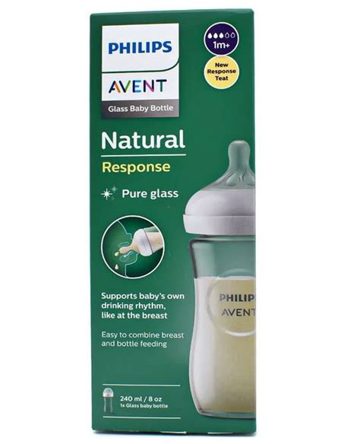 PHILIPS
AVENT
Glass Baby Bottle
1m+
New
Response
Teat
Natural
Response
Pure glass
Supports baby's own
drinking rhythm,
like at the breast
Easy to combine breast
and bottle feeding
240 ml / 8 oz
1x Glass baby bottle
PHILIPS
AVENT